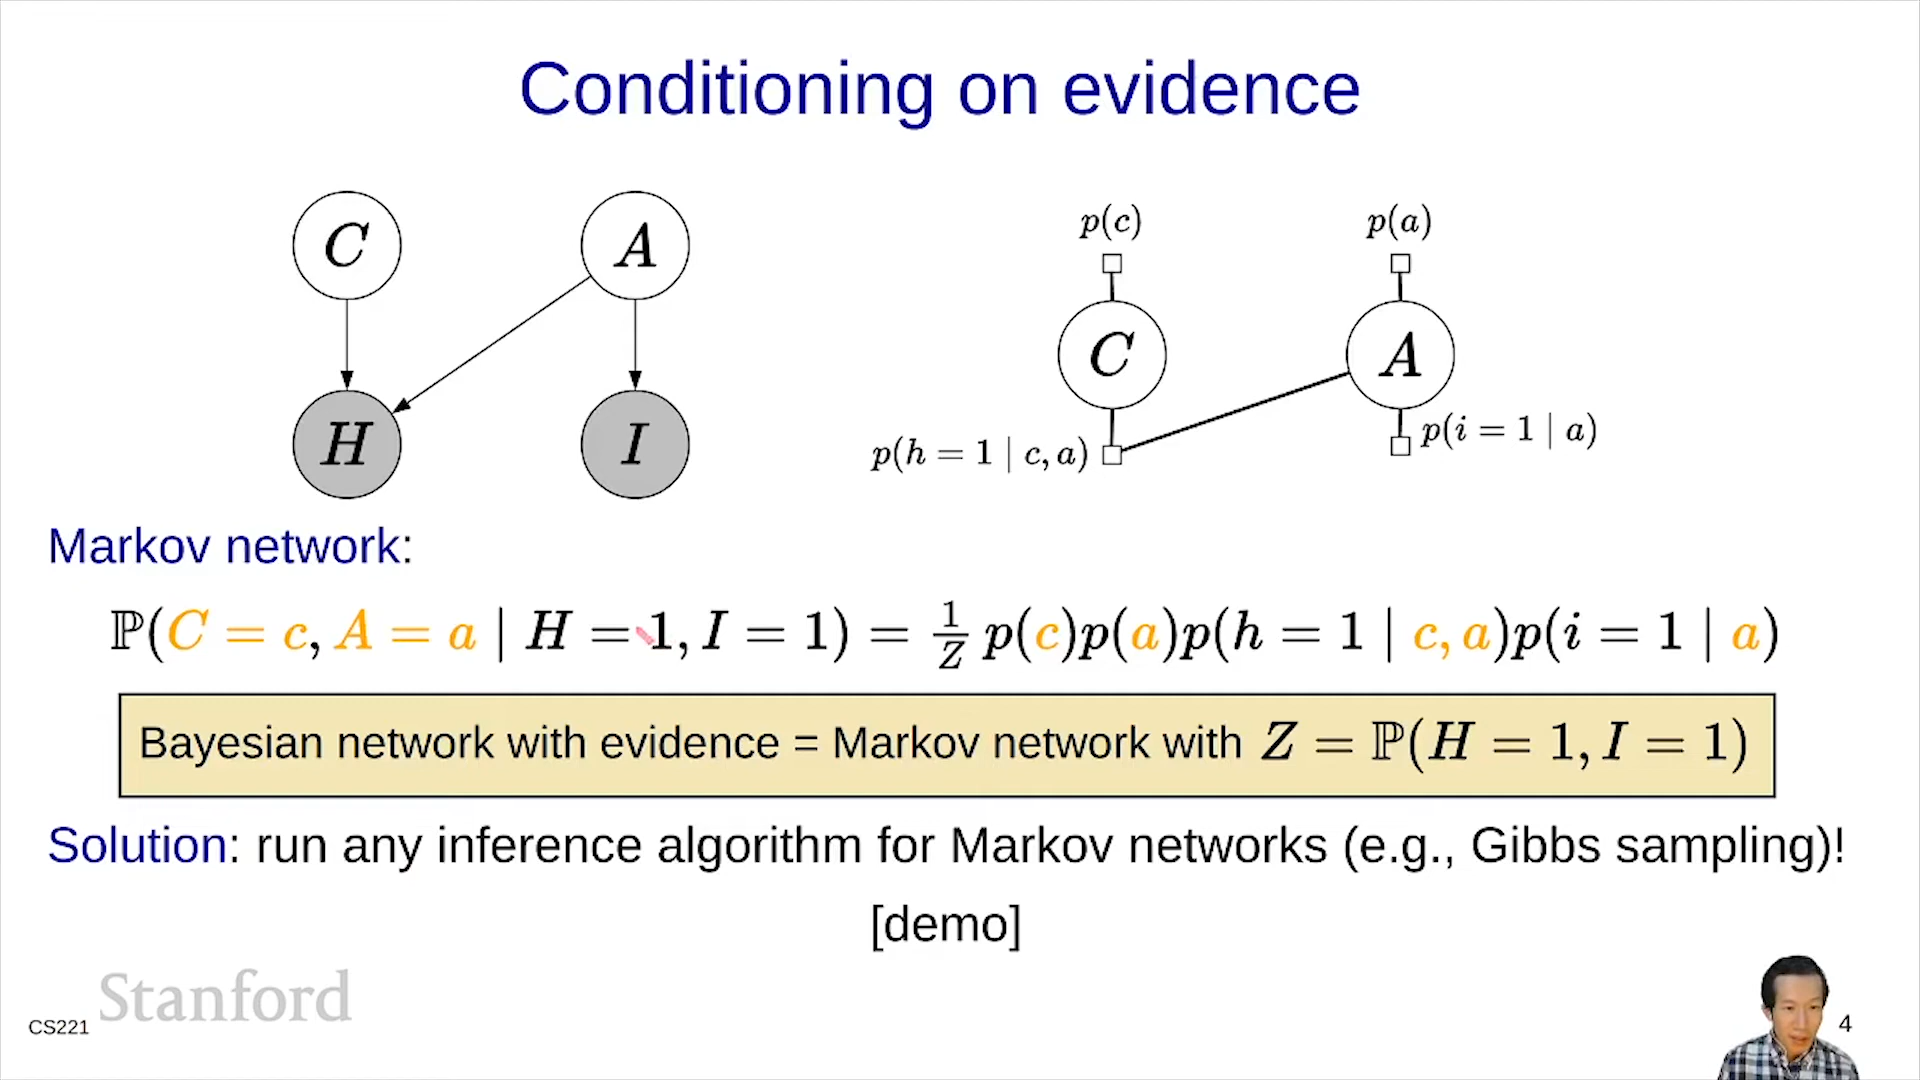 Conditioning on evidence
C
A
H
I
p(c)
p(a)
C
A
p(h = 1 | c, a)
p(i = 1 | a)
Markov network:
ℙ(C = c, A = a | H = 1, I = 1) = 1/Z p(c)p(a)p(h = 1 | c, a)p(i = 1 | a)
Bayesian network with evidence = Markov network with Z = ℙ(H = 1, I = 1)
Solution: run any inference algorithm for Markov networks (e.g., Gibbs sampling)!
[demo]
Stanford
CS221
4